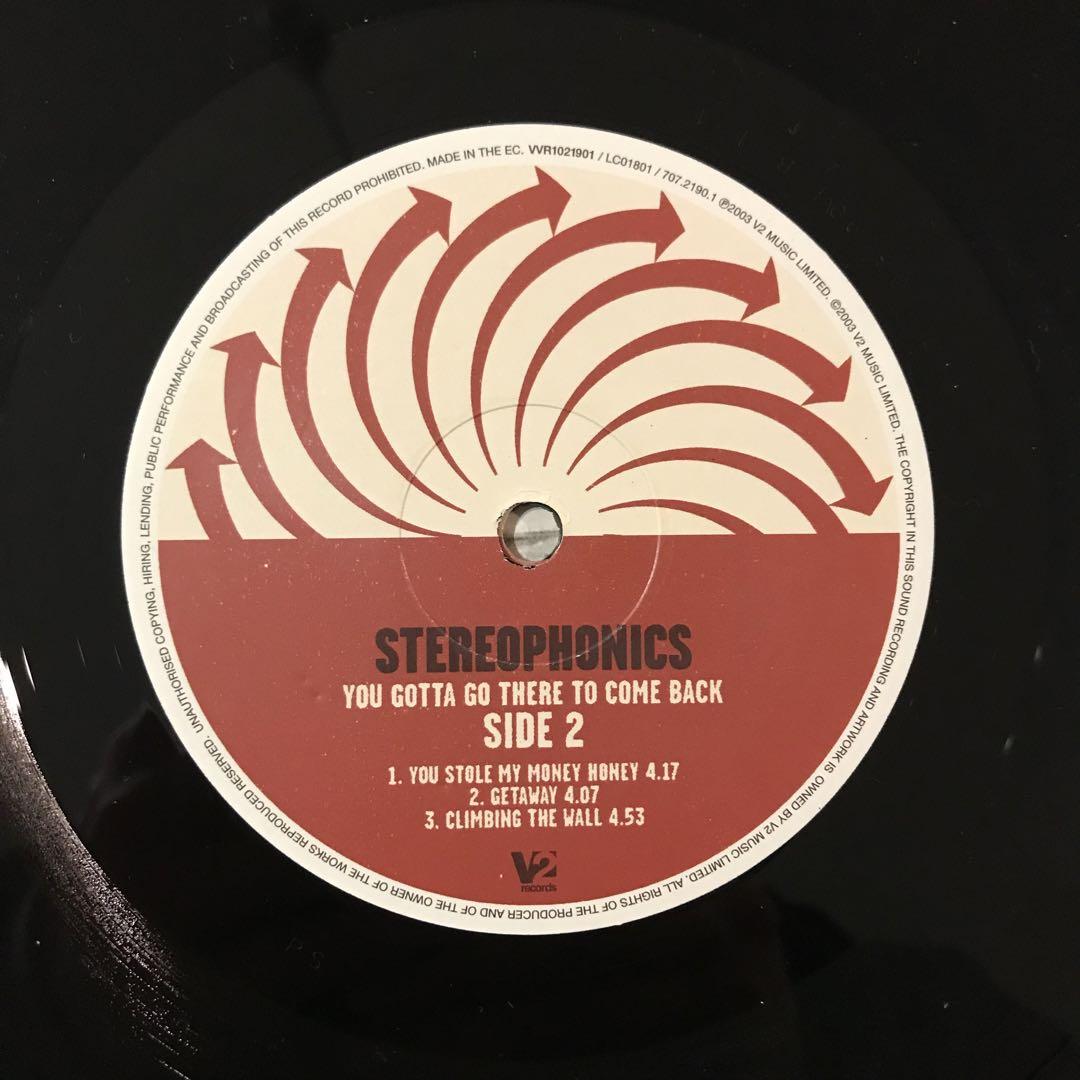 STEREOPHONICS
YOU GOTTA GO THERE TO COME BACK
SIDE 2
1. YOU STOLE MY MONEY HONEY 4.17
2. GETAWAY 4.07
3. CLIMBING THE WALL 4.53
V2
records
UNAUTHORISED COPYING, HIRING, LENDING, PUBLIC PERFORMANCE AND BROADCASTING OF THIS RECORD PROHIBITED. MADE IN THE EC. VVR1021901 / LC01801 / 707.2190.1 ℗2003 V2 MUSIC LIMITED. ©2003 V2 MUSIC LIMITED. THE COPYRIGHT IN THIS SOUND RECORDING AND ARTWORK IS OWNED BY V2 MUSIC LIMITED. ALL RIGHTS OF THE PRODUCER AND OF THE OWNER OF THE WORKS REPRODUCED RESERVED.